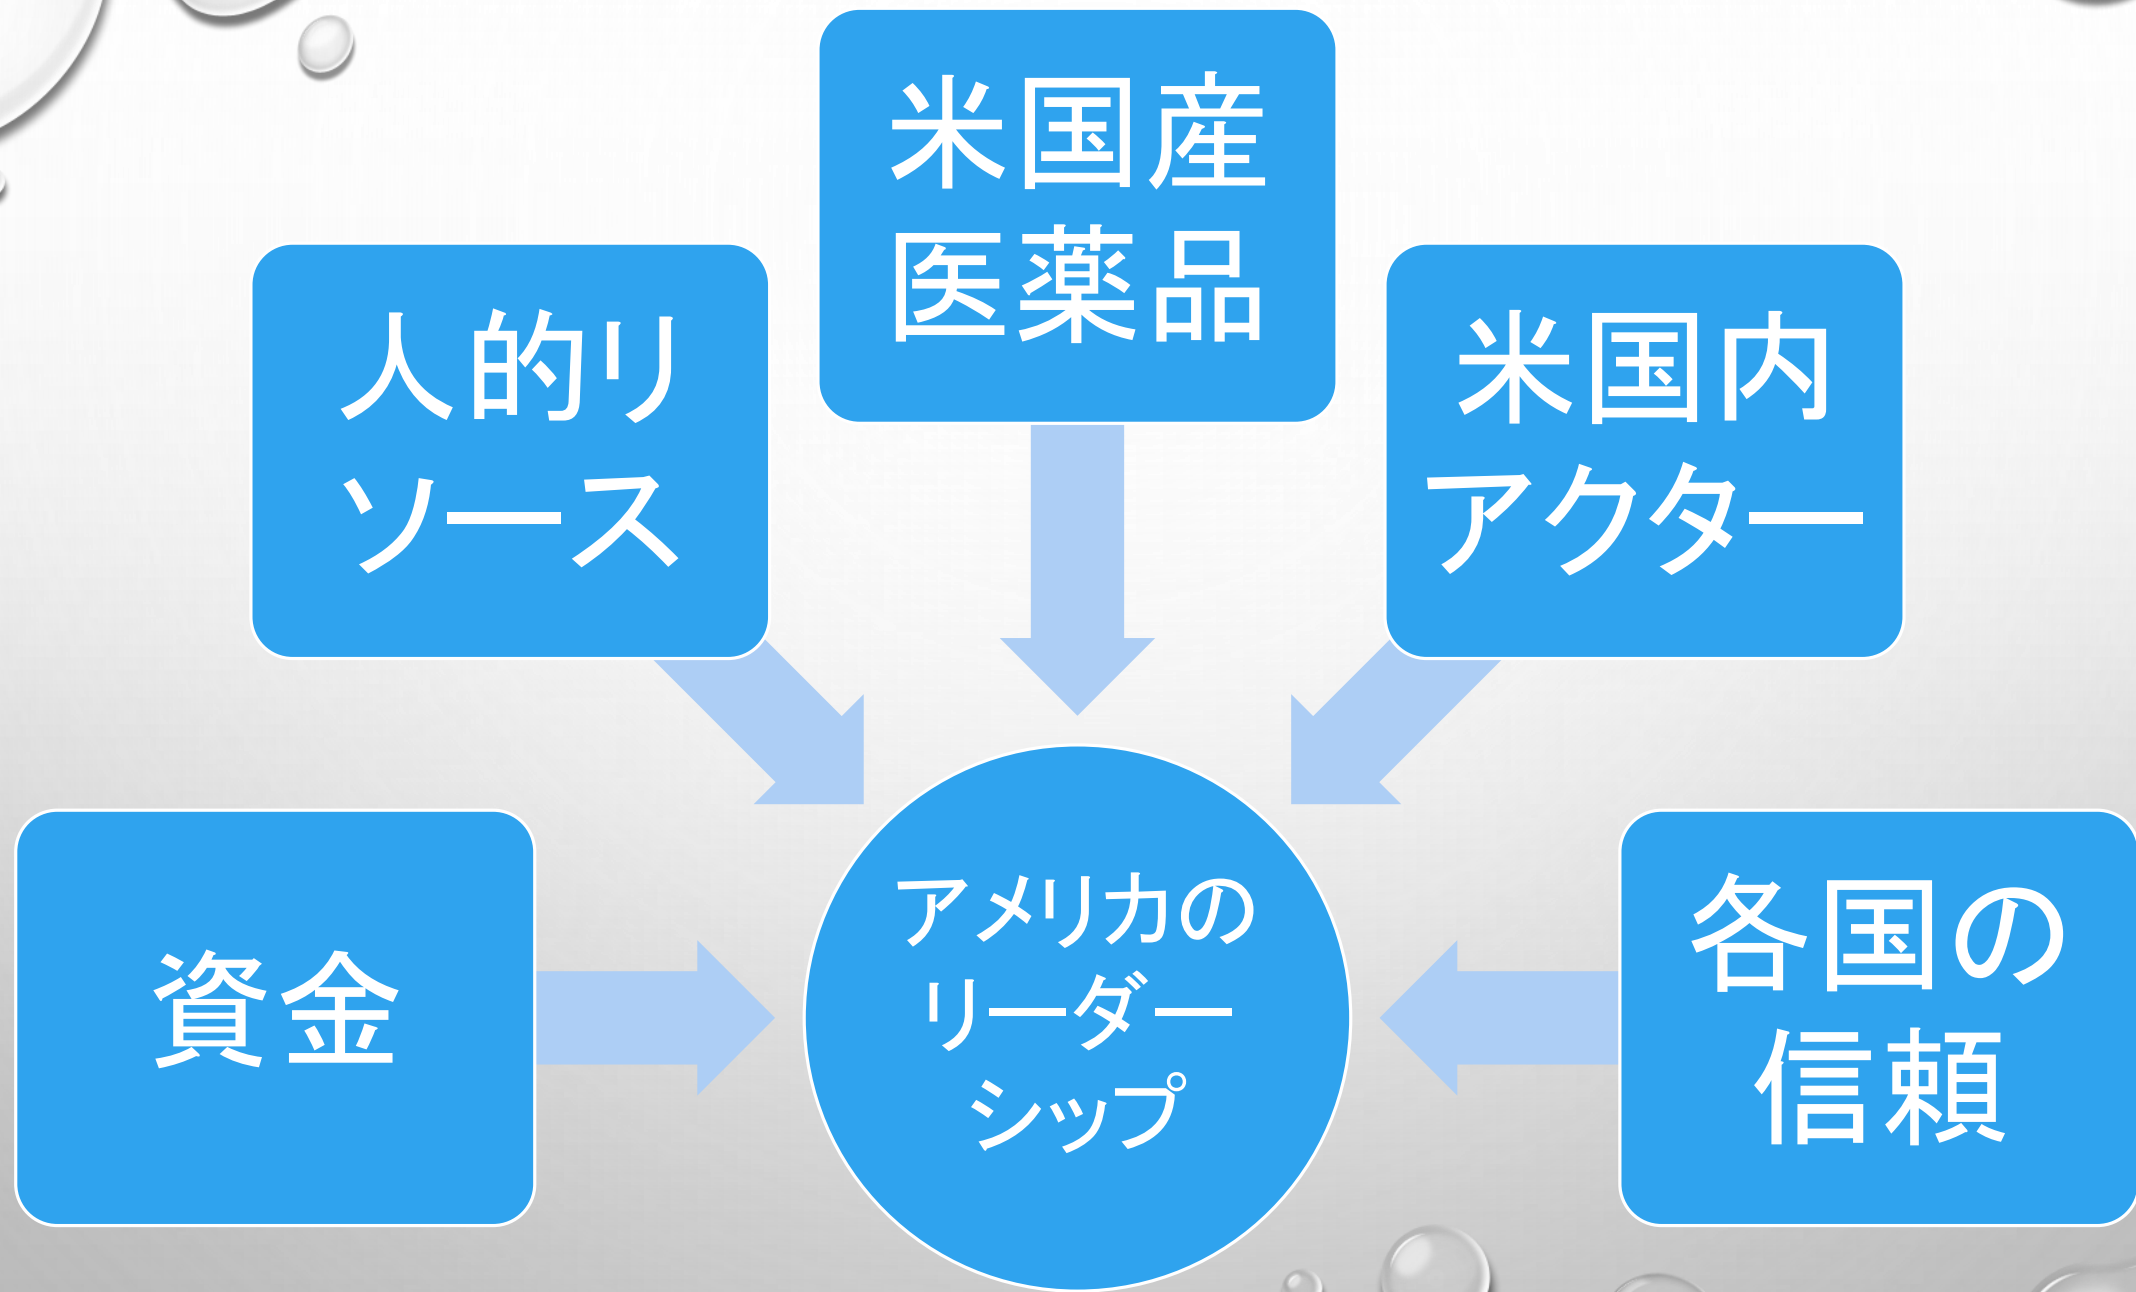 米国産
医薬品
人的リ
ソース
米国内
アクター
資金
アメリカの
リーダー
シップ
各国の
信頼